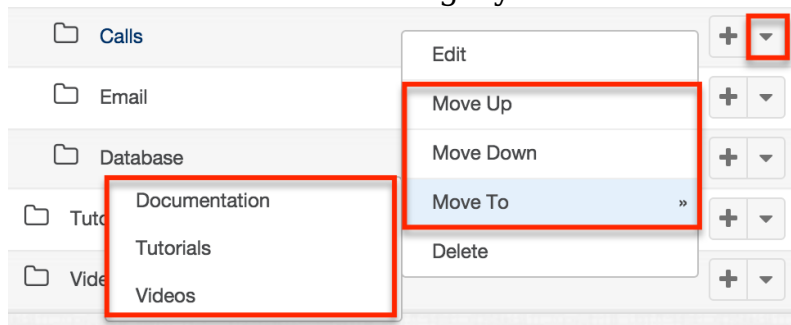 Calls
Edit
Email
Move Up
Database
Move Down
Documentation
Move To »
Tutorials
Delete
Videos